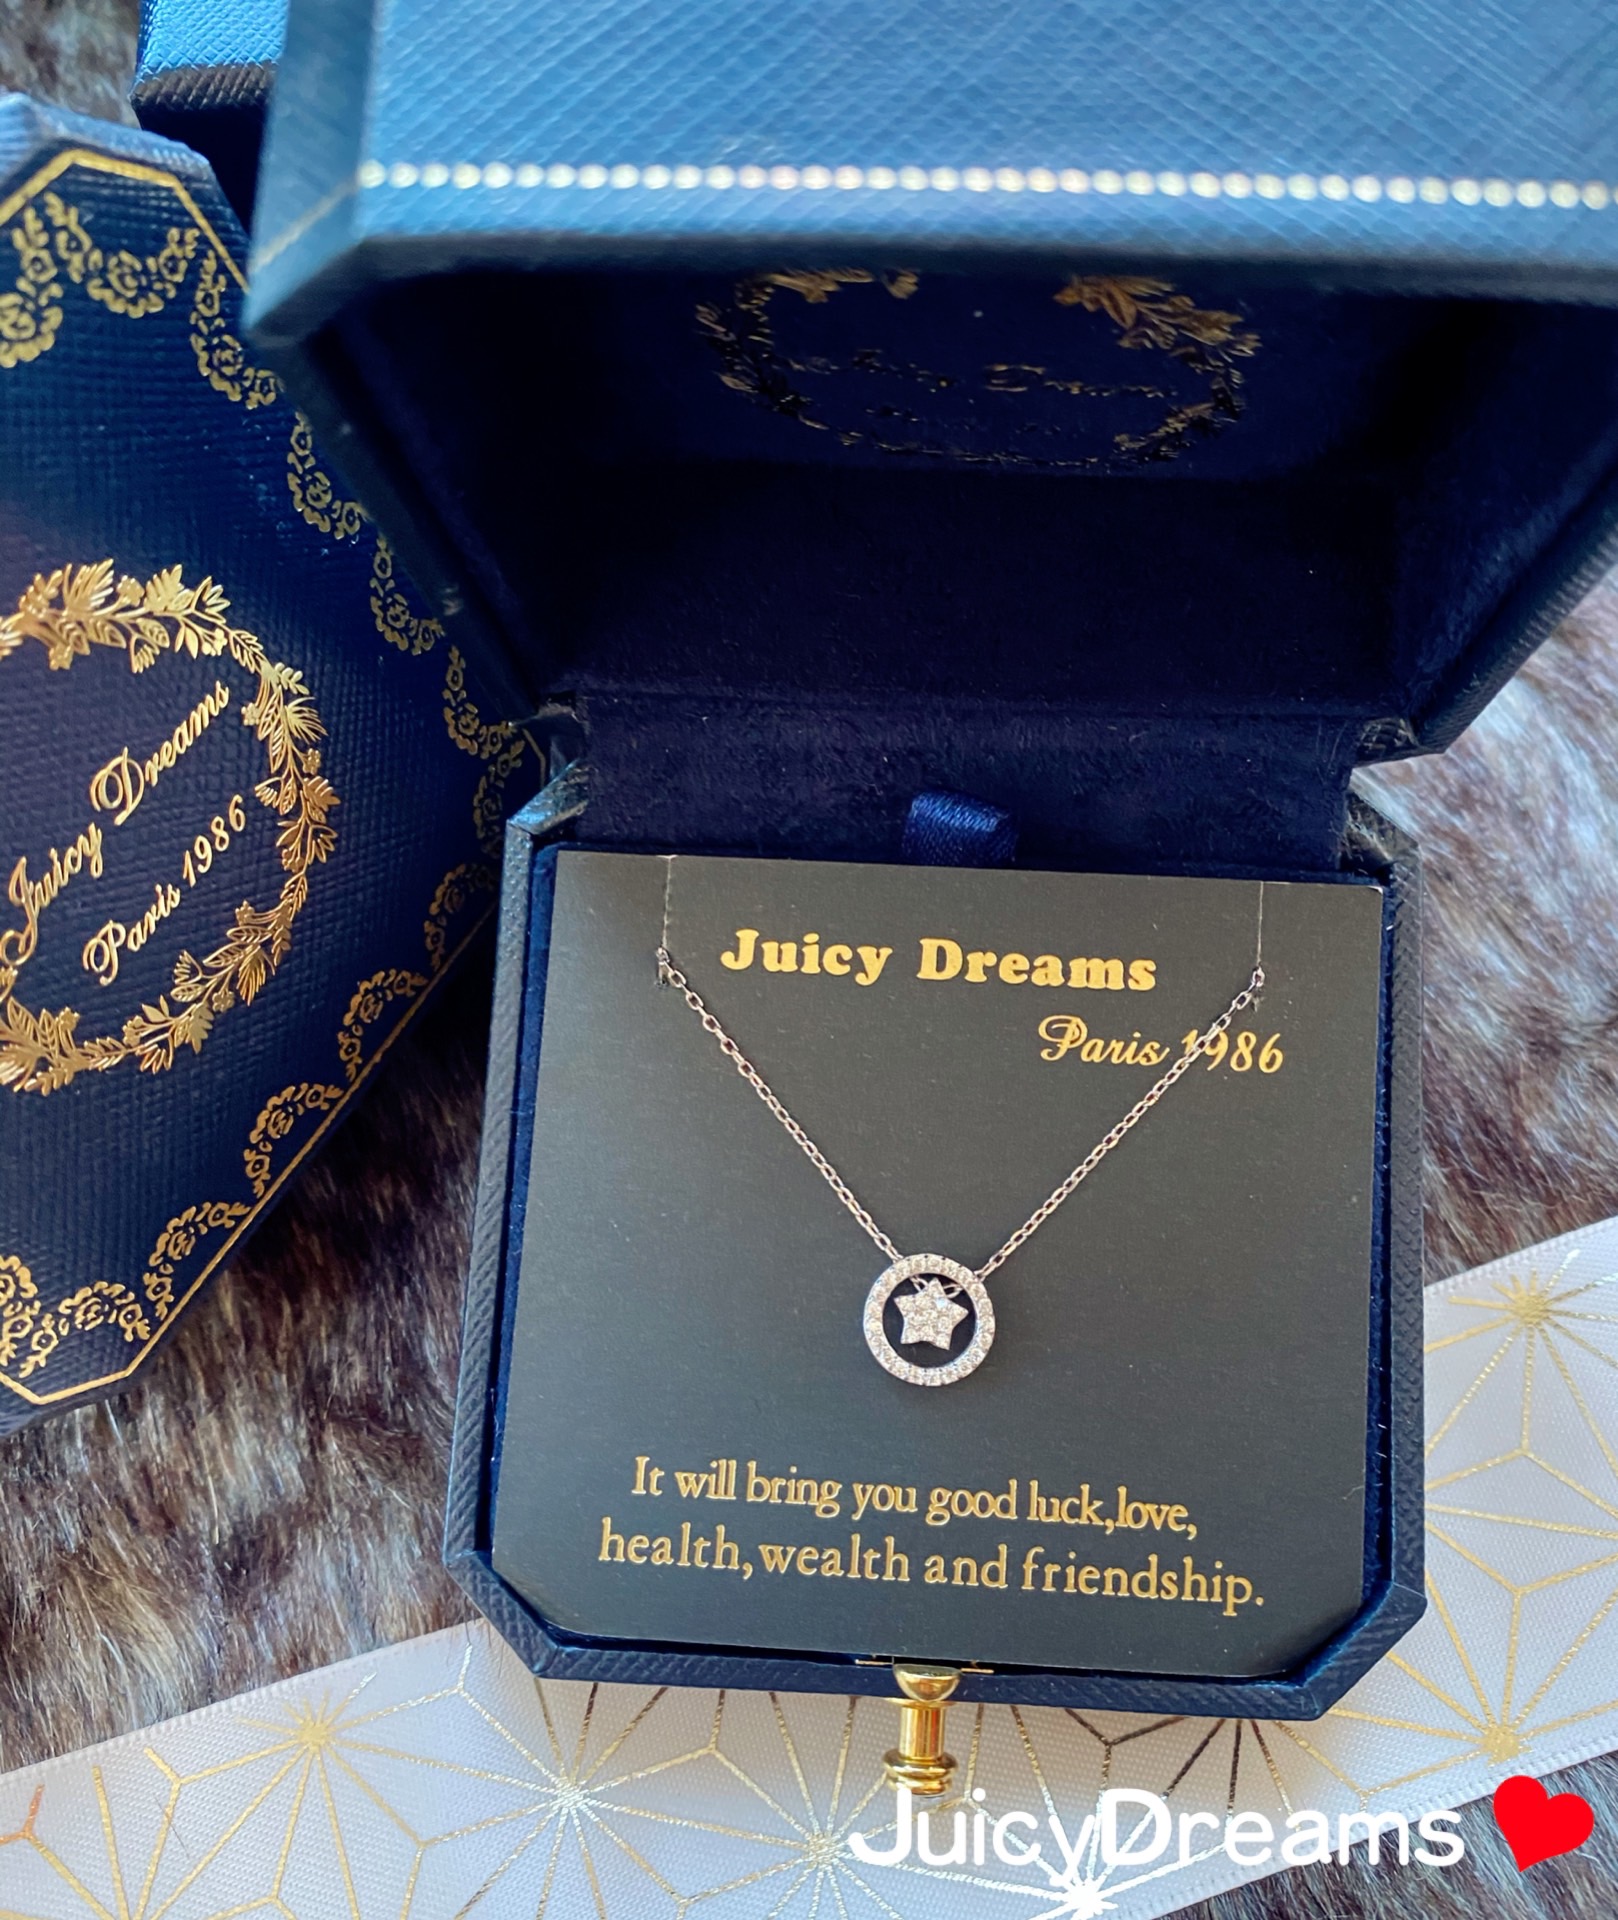 Juicy Dreams
Paris 1986
Juicy Dreams
Paris 1986
It will bring you good luck,love,
health,wealth and friendship.
JuicyDreams